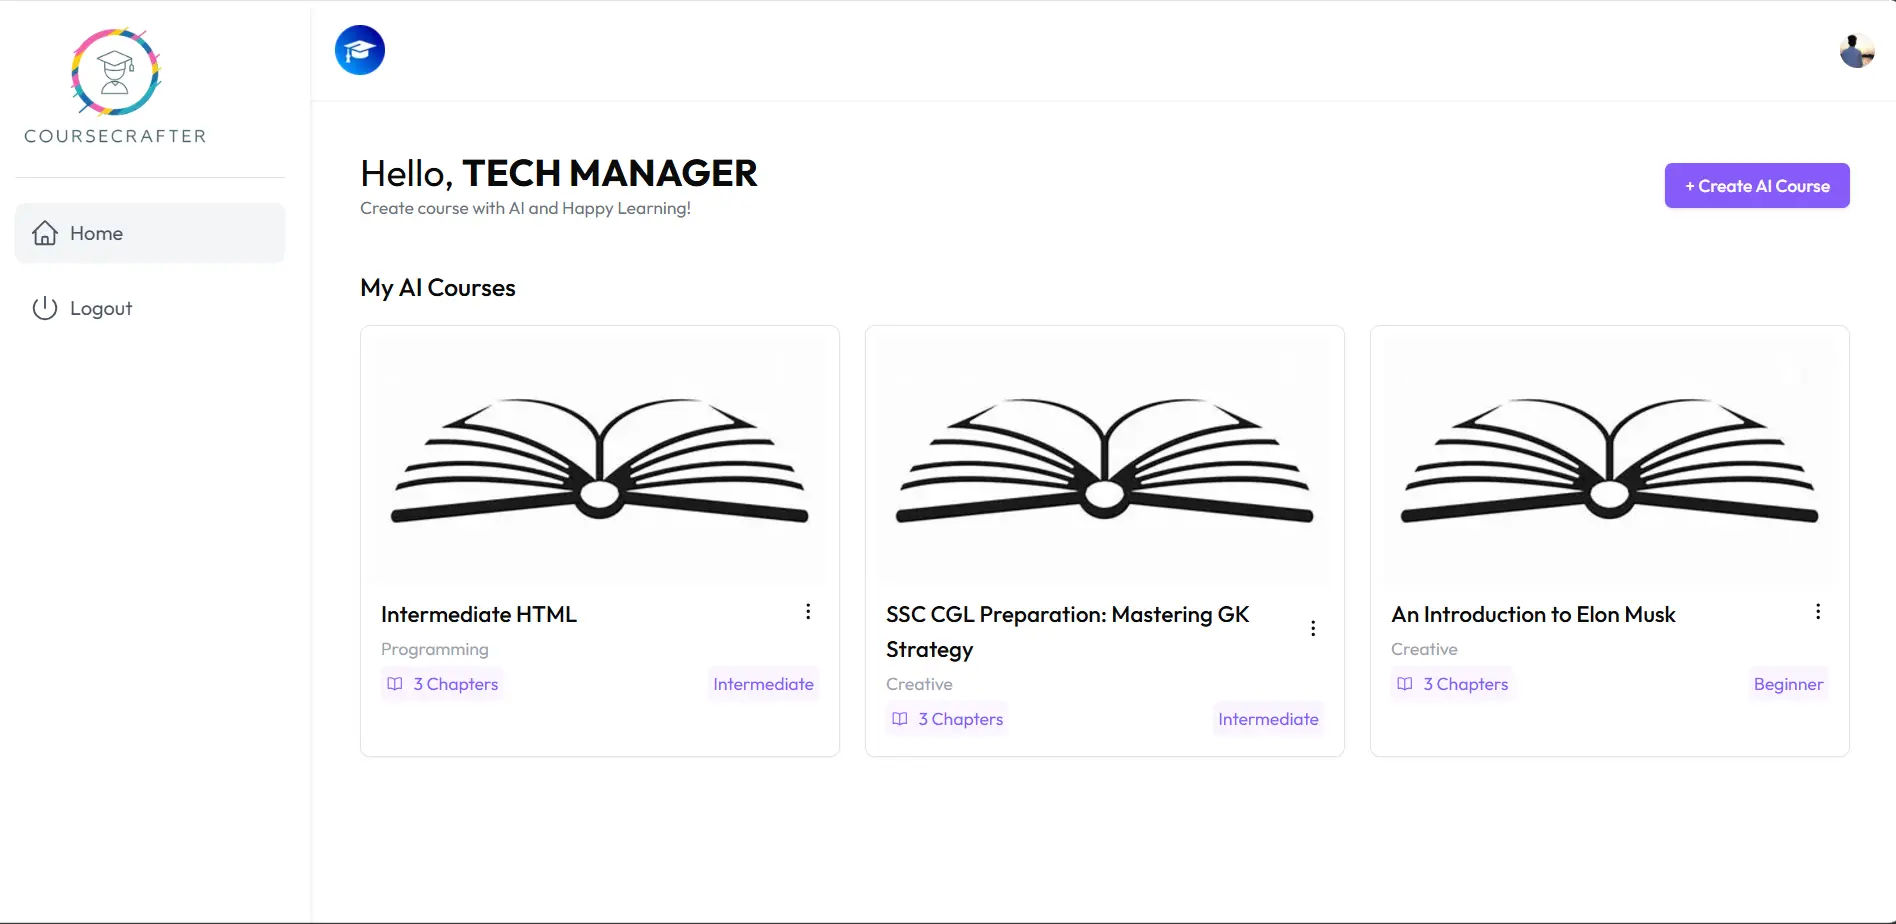 COURSECRAFTER
Home
Logout
Hello, TECH MANAGER
Create course with AI and Happy Learning!
+ Create AI Course
My AI Courses
Intermediate HTML
Programming
3 Chapters
Intermediate
SSC CGL Preparation: Mastering GK
Strategy
Creative
3 Chapters
Intermediate
An Introduction to Elon Musk
Creative
3 Chapters
Beginner